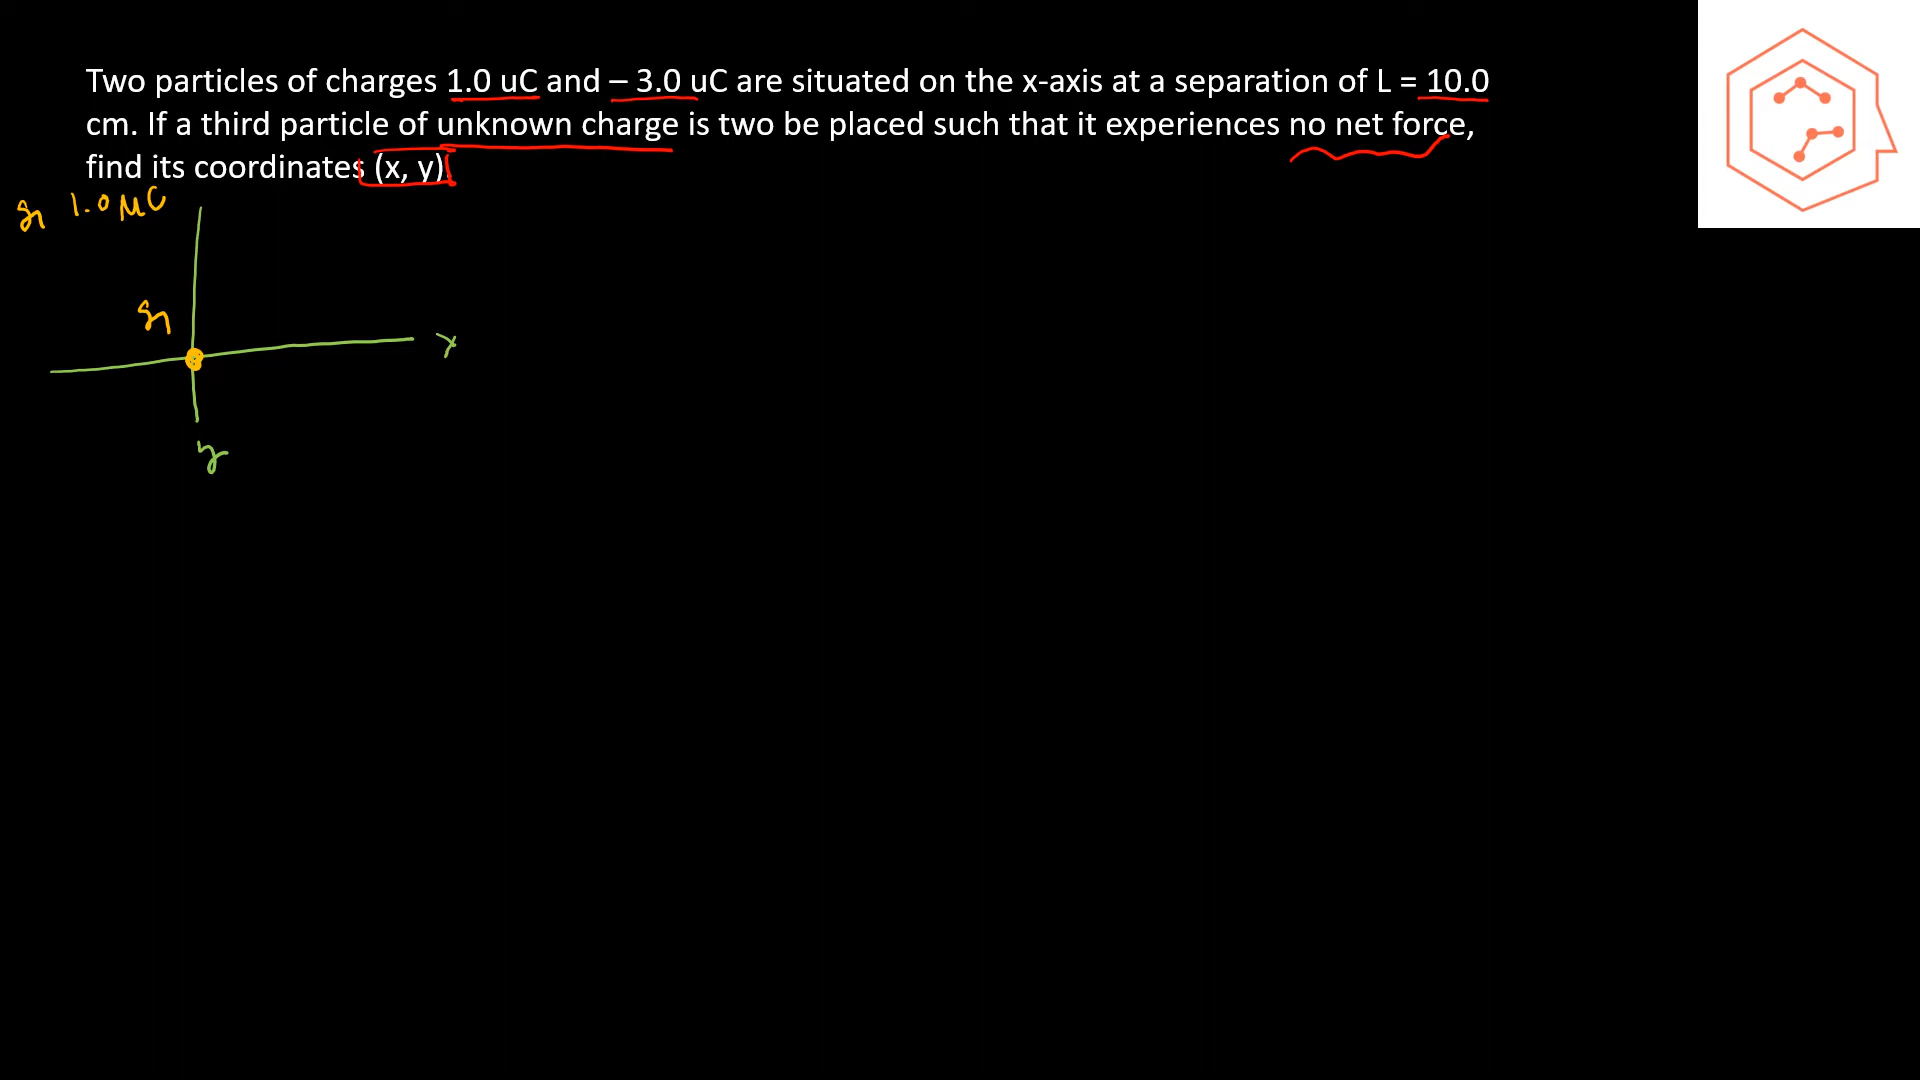 Two particles of charges 1.0 uC and – 3.0 uC are situated on the x-axis at a separation of L = 10.0
cm. If a third particle of unknown charge is two be placed such that it experiences no net force,
find its coordinates (x, y).
q1 1.0 μC
q1
x
y